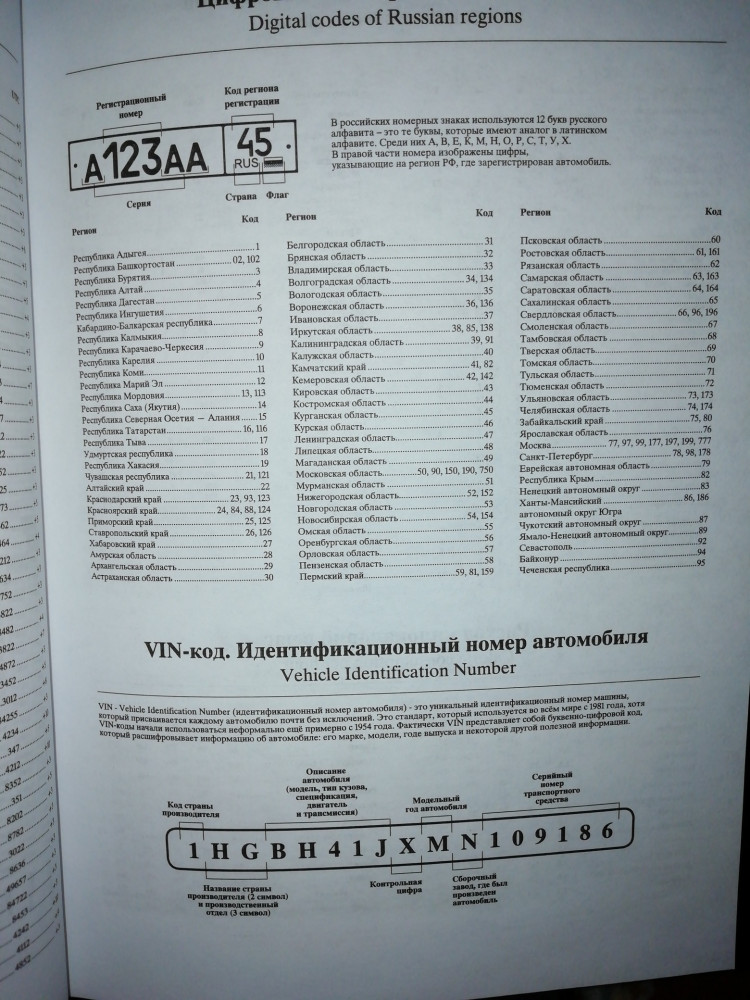 Digital codes of Russian regions
Регистрационный
номер
Код региона
регистрации
А123АА
45
RUS
Серия
Страна Флаг
В российских номерных знаках используются 12 букв русского
алфавита – это те буквы, которые имеют аналог в латинском
алфавите. Среди них А, В, Е, К, М, Н, О, Р, С, Т, У, Х.
В правой части номера изображены цифры,
указывающие на регион РФ, где зарегистрирован автомобиль.
Регион Код
Республика Адыгея 1
Республика Башкортостан 02, 102
Республика Бурятия 3
Республика Алтай 4
Республика Дагестан 5
Республика Ингушетия 6
Кабардино-Балкарская республика 7
Республика Калмыкия 8
Республика Карачаево-Черкесия 9
Республика Карелия 10
Республика Коми 11
Республика Марий Эл 12
Республика Мордовия 13, 113
Республика Саха (Якутия) 14
Республика Северная Осетия — Алания 15
Республика Татарстан 16, 116
Республика Тыва 17
Удмуртская республика 18
Республика Хакасия 19
Чувашская республика 21, 121
Алтайский край 22
Краснодарский край 23, 93, 123
Красноярский край 24, 84, 88, 124
Приморский край 25, 125
Ставропольский край 26, 126
Хабаровский край 27
Амурская область 28
Архангельская область 29
Астраханская область 30
Регион Код
Белгородская область 31
Брянская область 32
Владимирская область 33
Волгоградская область 34, 134
Вологодская область 35
Воронежская область 36, 136
Ивановская область 37
Иркутская область 38, 85, 138
Калининградская область 39, 91
Калужская область 40
Камчатский край 41, 82
Кемеровская область 42, 142
Кировская область 43
Костромская область 44
Курганская область 45
Курская область 46
Ленинградская область 47
Липецкая область 48
Магаданская область 49
Московская область 50, 90, 150, 190, 750
Мурманская область 51
Нижегородская область 52, 152
Новгородская область 53
Новосибирская область 54, 154
Омская область 55
Оренбургская область 56
Орловская область 57
Пензенская область 58
Пермский край 59, 81, 159
Регион Код
Псковская область 60
Ростовская область 61, 161
Рязанская область 62
Самарская область 63, 163
Саратовская область 64, 164
Сахалинская область 65
Свердловская область 66, 96, 196
Смоленская область 67
Тамбовская область 68
Тверская область 69
Томская область 70
Тульская область 71
Тюменская область 72
Ульяновская область 73, 173
Челябинская область 74, 174
Забайкальский край 75, 80
Ярославская область 76
Москва 77, 97, 99, 177, 197, 199, 777
Санкт-Петербург 78, 98, 178
Еврейская автономная область 79
Республика Крым 82
Ненецкий автономный округ 83
Ханты-Мансийский 86, 186
автономный округ Югра
Чукотский автономный округ 87
Ямало-Ненецкий автономный округ 89
Севастополь 92
Байконур 94
Чеченская республика 95
VIN-код. Идентификационный номер автомобиля
Vehicle Identification Number
VIN - Vehicle Identification Number (идентификационный номер автомобиля) - это уникальный идентификационный номер машины,
который присваивается каждому автомобилю почти без исключений. Это стандарт, который используется во всём мире с 1981 года, хотя
VIN-коды начали использоваться неформально ещё примерно с 1954 года. Фактически VIN представляет собой буквенно-цифровой код,
который расшифровывает информацию об автомобиле: его марке, модели, годе выпуска и некоторой другой полезной информации.
Код страны
производителя
Описание
автомобиля
(модель, тип кузова,
спецификация,
двигатель
и трансмиссия)
Модельный
год автомобиля
Серийный
номер
транспортного
средства
1HGBH41JXMN109186
Название страны
производителя (2 символ)
и производственный
отдел (3 символ)
Контрольная
цифра
Сборочный
завод, где был
произведен
автомобиль